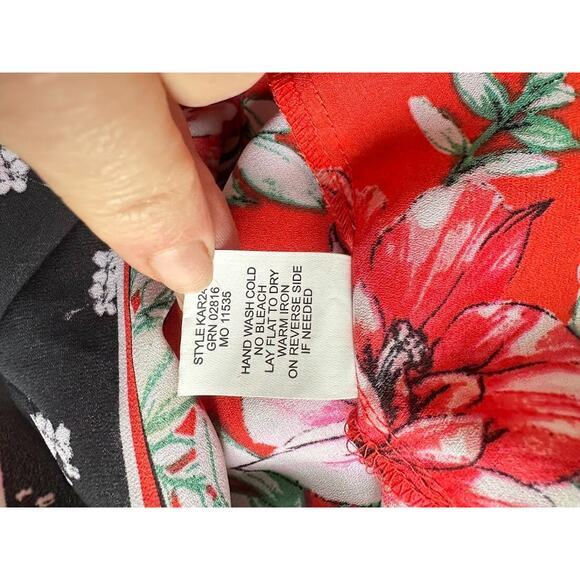 STYLE KAR24
GRN 02816
MO 11535
HAND WASH COLD
NO BLEACH
LAY FLAT TO DRY
WARM IRON
ON REVERSE SIDE
IF NEEDED